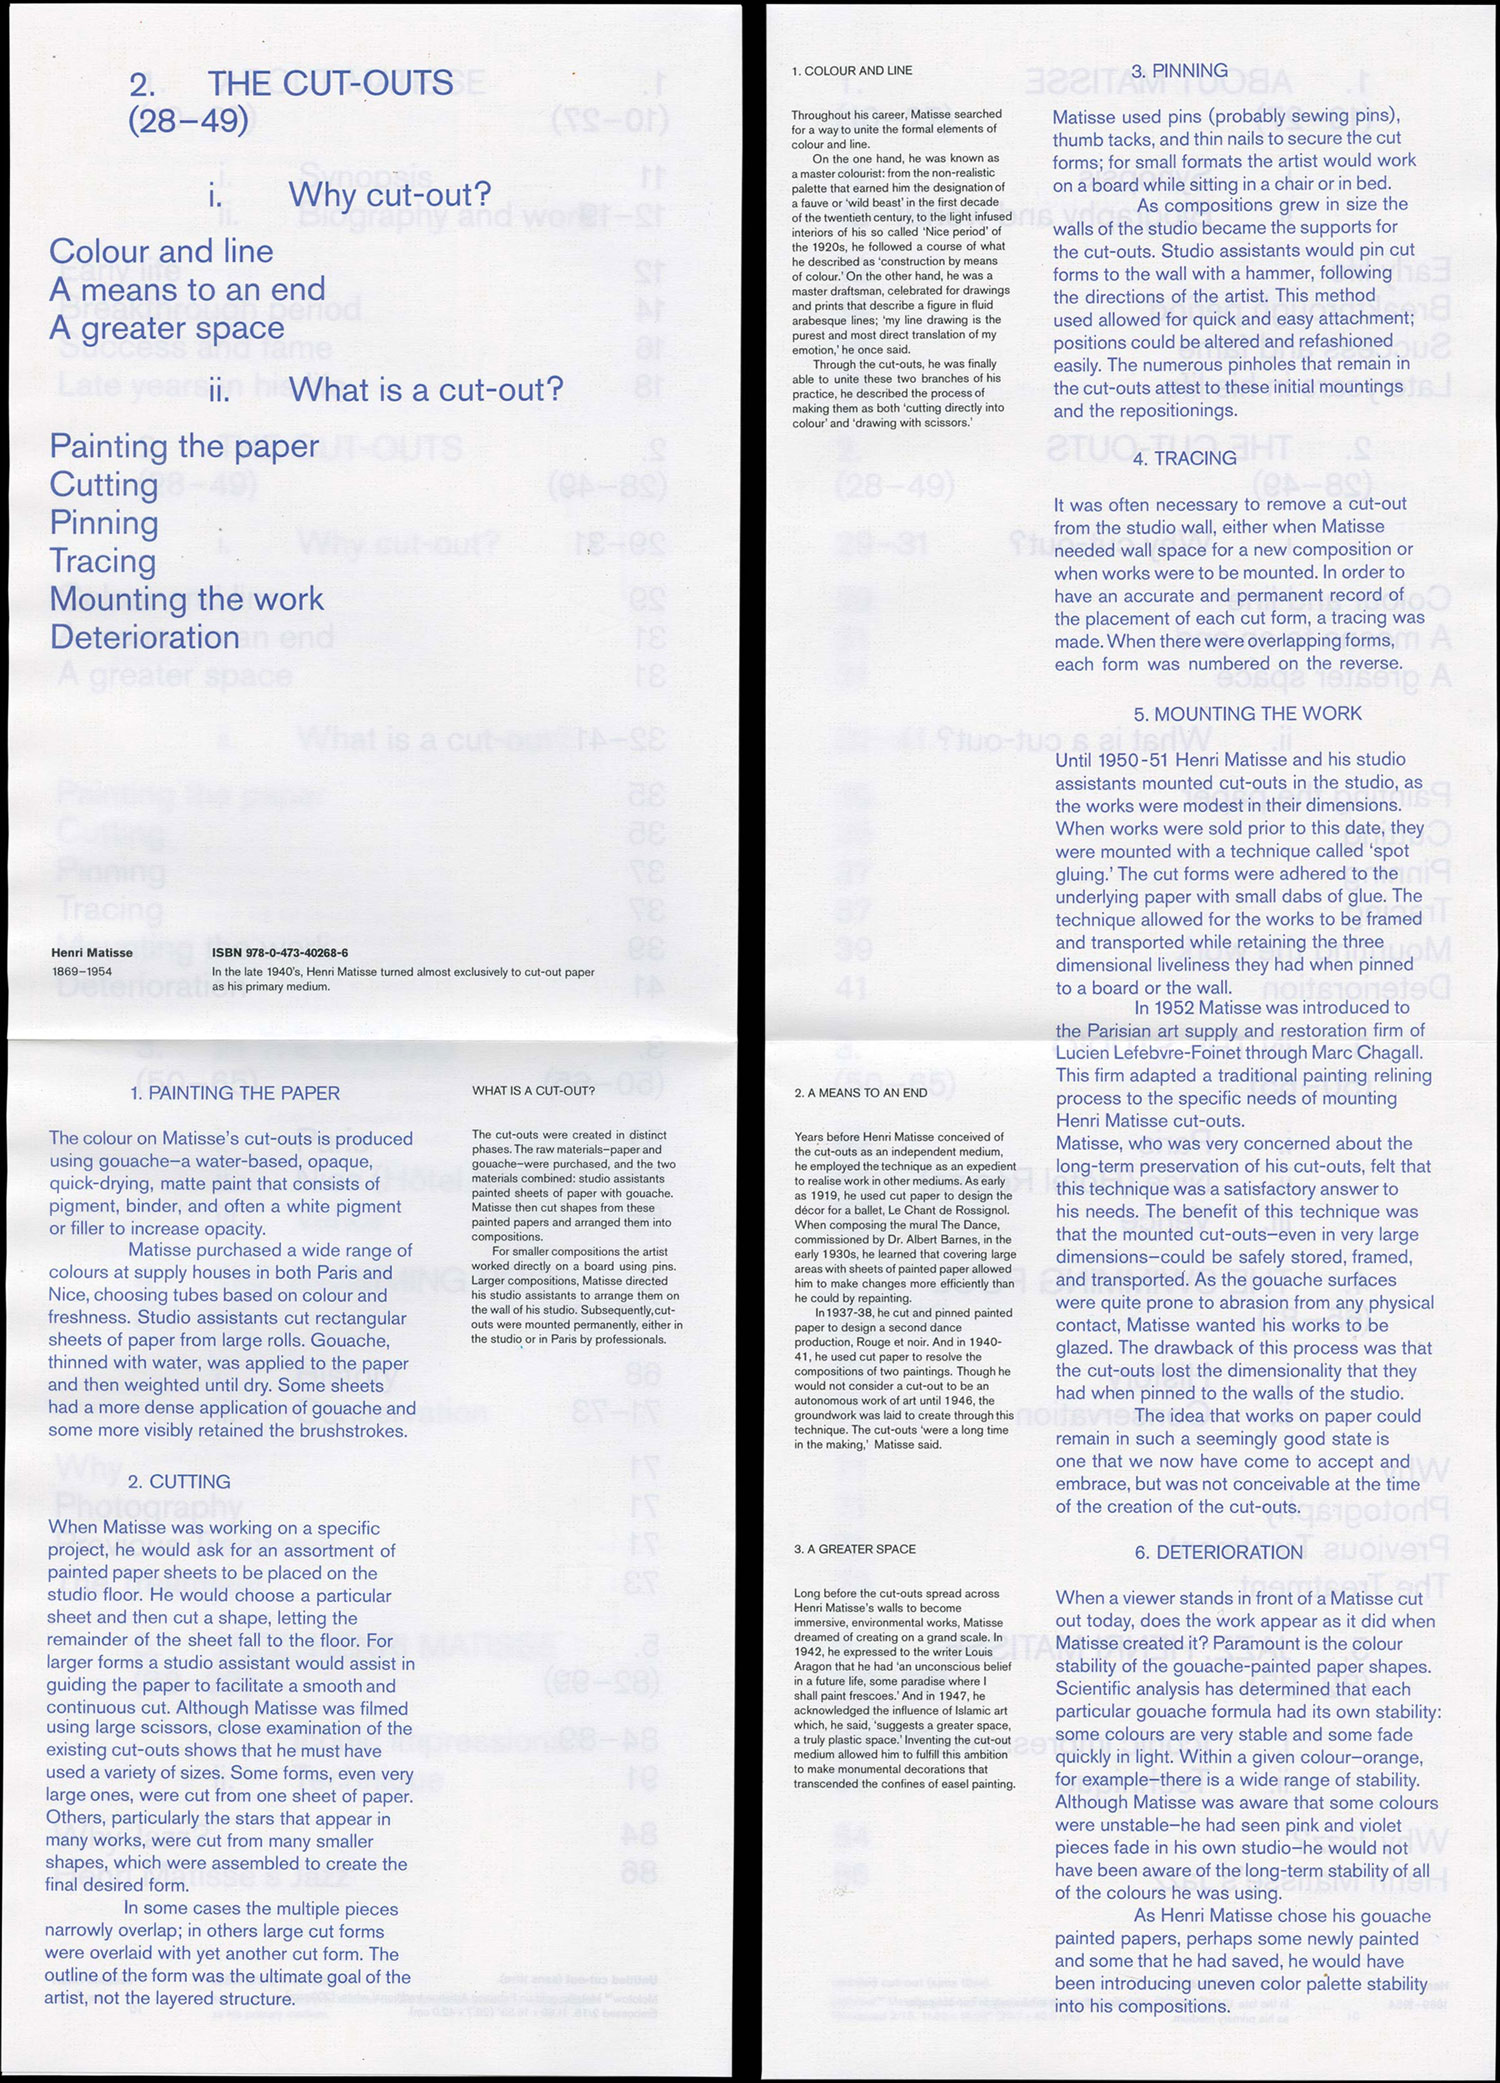 2. THE CUT-OUTS
(28–49)
i. Why cut-out?
Colour and line
A means to an end
A greater space
ii. What is a cut-out?
Painting the paper
Cutting
Pinning
Tracing
Mounting the work
Deterioration
Henri Matisse
1869–1954
ISBN 978-0-473-40268-6
In the late 1940's, Henri Matisse turned almost exclusively to cut-out paper
as his primary medium.
1. PAINTING THE PAPER
The colour on Matisse's cut-outs is produced
using gouache–a water-based, opaque,
quick-drying, matte paint that consists of
pigment, binder, and often a white pigment
or filler to increase opacity.
Matisse purchased a wide range of
colours at supply houses in both Paris and
Nice, choosing tubes based on colour and
freshness. Studio assistants cut rectangular
sheets of paper from large rolls. Gouache,
thinned with water, was applied to the paper
and then weighted until dry. Some sheets
had a more dense application of gouache and
some more visibly retained the brushstrokes.
2. CUTTING
When Matisse was working on a specific
project, he would ask for an assortment of
painted paper sheets to be placed on the
studio floor. He would choose a particular
sheet and then cut a shape, letting the
remainder of the sheet fall to the floor. For
larger forms a studio assistant would assist in
guiding the paper to facilitate a smooth and
continuous cut. Although Matisse was filmed
using large scissors, close examination of the
existing cut-outs shows that he must have
used a variety of sizes. Some forms, even very
large ones, were cut from one sheet of paper.
Others, particularly the stars that appear in
many works, were cut from many smaller
shapes, which were assembled to create the
final desired form.
In some cases the multiple pieces
narrowly overlap; in others large cut forms
were overlaid with yet another cut form. The
outline of the form was the ultimate goal of the
artist, not the layered structure.
WHAT IS A CUT-OUT?
The cut-outs were created in distinct
phases. The raw materials–paper and
gouache–were purchased, and the two
materials combined: studio assistants
painted sheets of paper with gouache.
Matisse then cut shapes from these
painted papers and arranged them into
compositions.
For smaller compositions the artist
worked directly on a board using pins.
Larger compositions, Matisse directed
his studio assistants to arrange them on
the wall of his studio. Subsequently,cut-
outs were mounted permanently, either in
the studio or in Paris by professionals.
1. COLOUR AND LINE
Throughout his career, Matisse searched
for a way to unite the formal elements of
colour and line.
On the one hand, he was known as
a master colourist: from the non-realistic
palette that earned him the designation of
a fauve or 'wild beast' in the first decade
of the twentieth century, to the light infused
interiors of his so called 'Nice period' of
the 1920s, he followed a course of what
he described as 'construction by means
of colour.' On the other hand, he was a
master draftsman, celebrated for drawings
and prints that describe a figure in fluid
arabesque lines; 'my line drawing is the
purest and most direct translation of my
emotion,' he once said.
Through the cut-outs, he was finally
able to unite these two branches of his
practice, he described the process of
making them as both 'cutting directly into
colour' and 'drawing with scissors.'
2. A MEANS TO AN END
Years before Henri Matisse conceived of
the cut-outs as an independent medium,
he employed the technique as an expedient
to realise work in other mediums. As early
as 1919, he used cut paper to design the
décor for a ballet, Le Chant de Rossignol.
When composing the mural The Dance,
commissioned by Dr. Albert Barnes, in the
early 1930s, he learned that covering large
areas with sheets of painted paper allowed
him to make changes more efficiently than
he could by repainting.
In 1937-38, he cut and pinned painted
paper to design a second dance
production, Rouge et noir. And in 1940-
41, he used cut paper to resolve the
compositions of two paintings. Though he
would not consider a cut-out to be an
autonomous work of art until 1946, the
groundwork was laid to create through this
technique. The cut-outs 'were a long time
in the making,' Matisse said.
3. A GREATER SPACE
Long before the cut-outs spread across
Henri Matisse's walls to become
immersive, environmental works, Matisse
dreamed of creating on a grand scale. In
1942, he expressed to the writer Louis
Aragon that he had 'an unconscious belief
in a future life, some paradise where I
shall paint frescoes.' And in 1947, he
acknowledged the influence of Islamic art
which, he said, 'suggests a greater space,
a truly plastic space.' Inventing the cut-out
medium allowed him to fulfill this ambition
to make monumental decorations that
transcended the confines of easel painting.
3. PINNING
Matisse used pins (probably sewing pins),
thumb tacks, and thin nails to secure the cut
forms; for small formats the artist would work
on a board while sitting in a chair or in bed.
As compositions grew in size the
walls of the studio became the supports for
the cut-outs. Studio assistants would pin cut
forms to the wall with a hammer, following
the directions of the artist. This method
used allowed for quick and easy attachment;
positions could be altered and refashioned
easily. The numerous pinholes that remain in
the cut-outs attest to these initial mountings
and the repositionings.
4. TRACING
It was often necessary to remove a cut-out
from the studio wall, either when Matisse
needed wall space for a new composition or
when works were to be mounted. In order to
have an accurate and permanent record of
the placement of each cut form, a tracing was
made. When there were overlapping forms,
each form was numbered on the reverse.
5. MOUNTING THE WORK
Until 1950-51 Henri Matisse and his studio
assistants mounted cut-outs in the studio, as
the works were modest in their dimensions.
When works were sold prior to this date, they
were mounted with a technique called 'spot
gluing.' The cut forms were adhered to the
underlying paper with small dabs of glue. The
technique allowed for the works to be framed
and transported while retaining the three
dimensional liveliness they had when pinned
to a board or the wall.
In 1952 Matisse was introduced to
the Parisian art supply and restoration firm of
Lucien Lefebvre-Foinet through Marc Chagall.
This firm adapted a traditional painting relining
process to the specific needs of mounting
Henri Matisse cut-outs.
Matisse, who was very concerned about the
long-term preservation of his cut-outs, felt that
this technique was a satisfactory answer to
his needs. The benefit of this technique was
that the mounted cut-outs–even in very large
dimensions–could be safely stored, framed,
and transported. As the gouache surfaces
were quite prone to abrasion from any physical
contact, Matisse wanted his works to be
glazed. The drawback of this process was that
the cut-outs lost the dimensionality that they
had when pinned to the walls of the studio.
The idea that works on paper could
remain in such a seemingly good state is
one that we now have come to accept and
embrace, but was not conceivable at the time
of the creation of the cut-outs.
6. DETERIORATION
When a viewer stands in front of a Matisse cut
out today, does the work appear as it did when
Matisse created it? Paramount is the colour
stability of the gouache-painted paper shapes.
Scientific analysis has determined that each
particular gouache formula had its own stability:
some colours are very stable and some fade
quickly in light. Within a given colour–orange,
for example–there is a wide range of stability.
Although Matisse was aware that some colours
were unstable–he had seen pink and violet
pieces fade in his own studio–he would not
have been aware of the long-term stability of all
of the colours he was using.
As Henri Matisse chose his gouache
painted papers, perhaps some newly painted
and some that he had saved, he would have
been introducing uneven color palette stability
into his compositions.